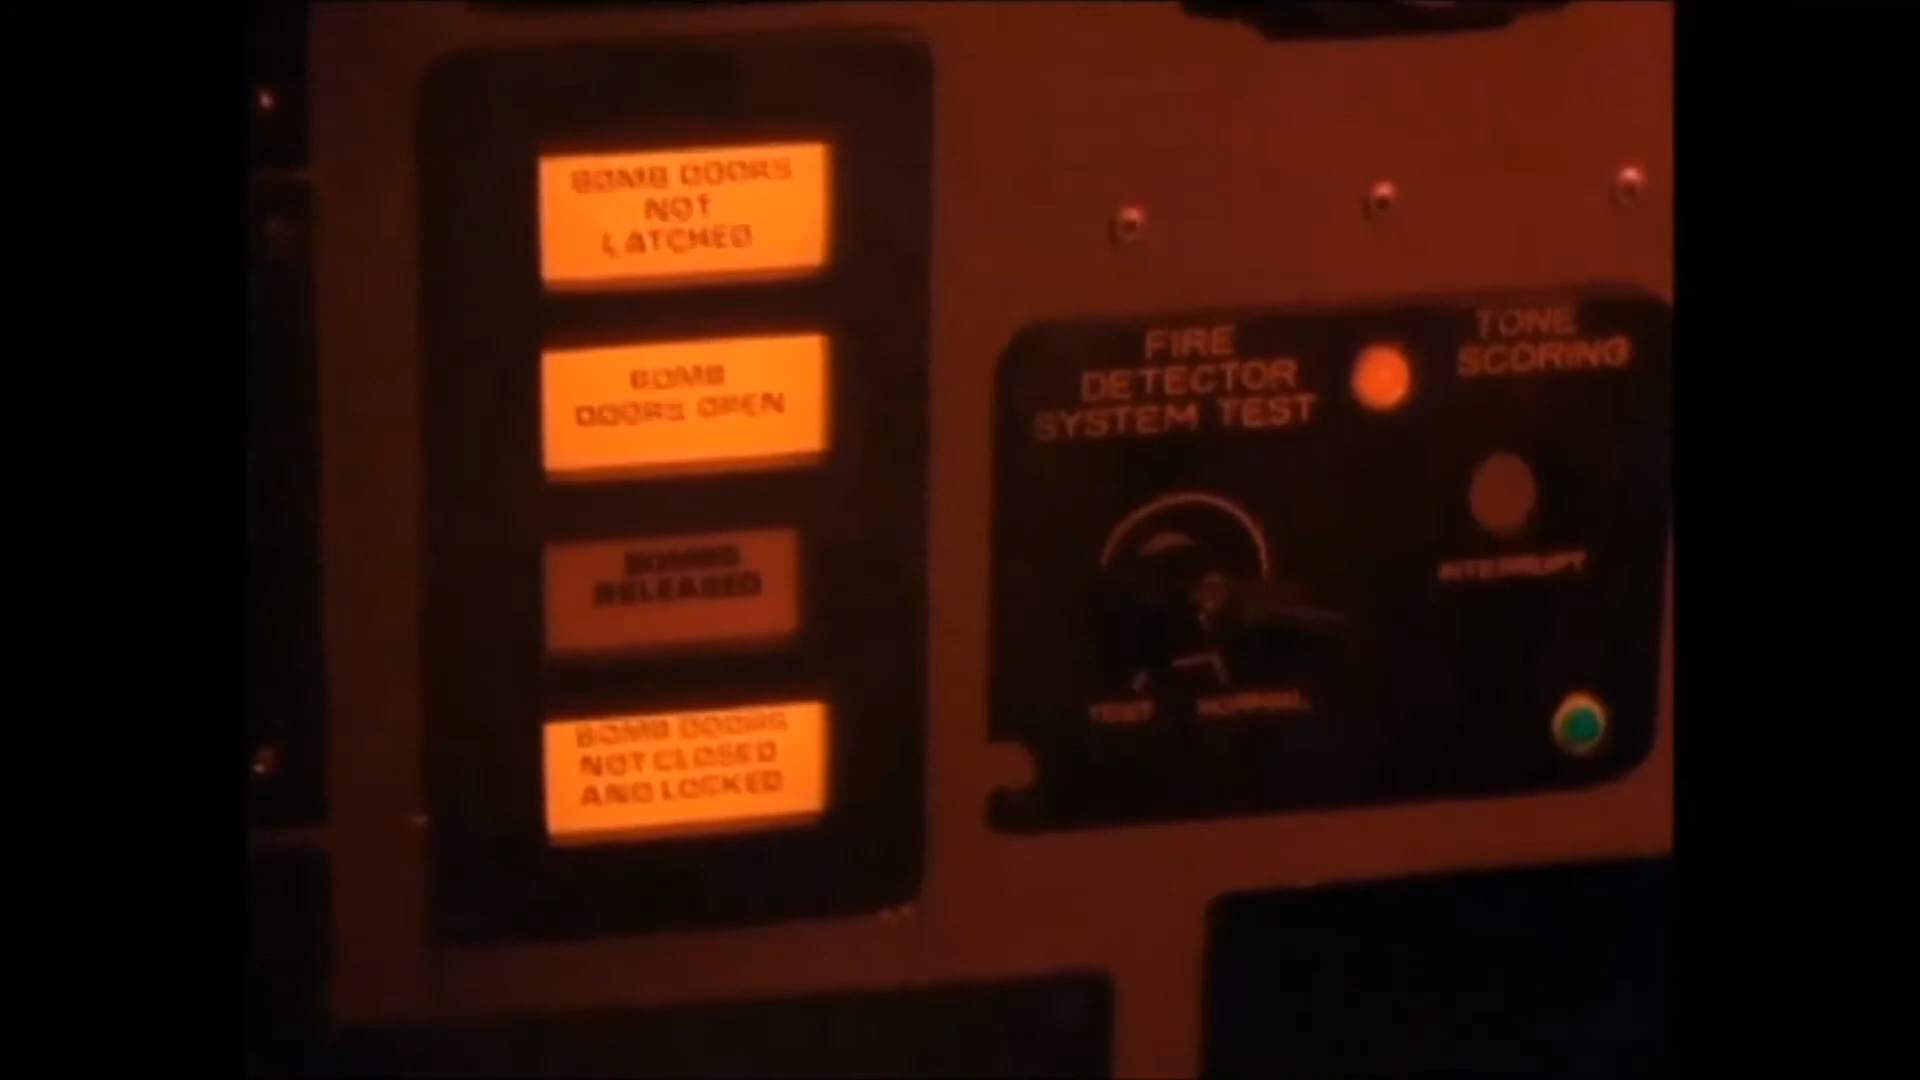 BOMB DOORS
NOT
LATCHED
BOMB
DOORS OPEN
BOMBS
RELEASED
BOMB DOORS
NOT CLOSED
AND LOCKED
FIRE
DETECTOR
SYSTEM TEST
TEST NORMAL
TONE
SCORING
INTERRUPT